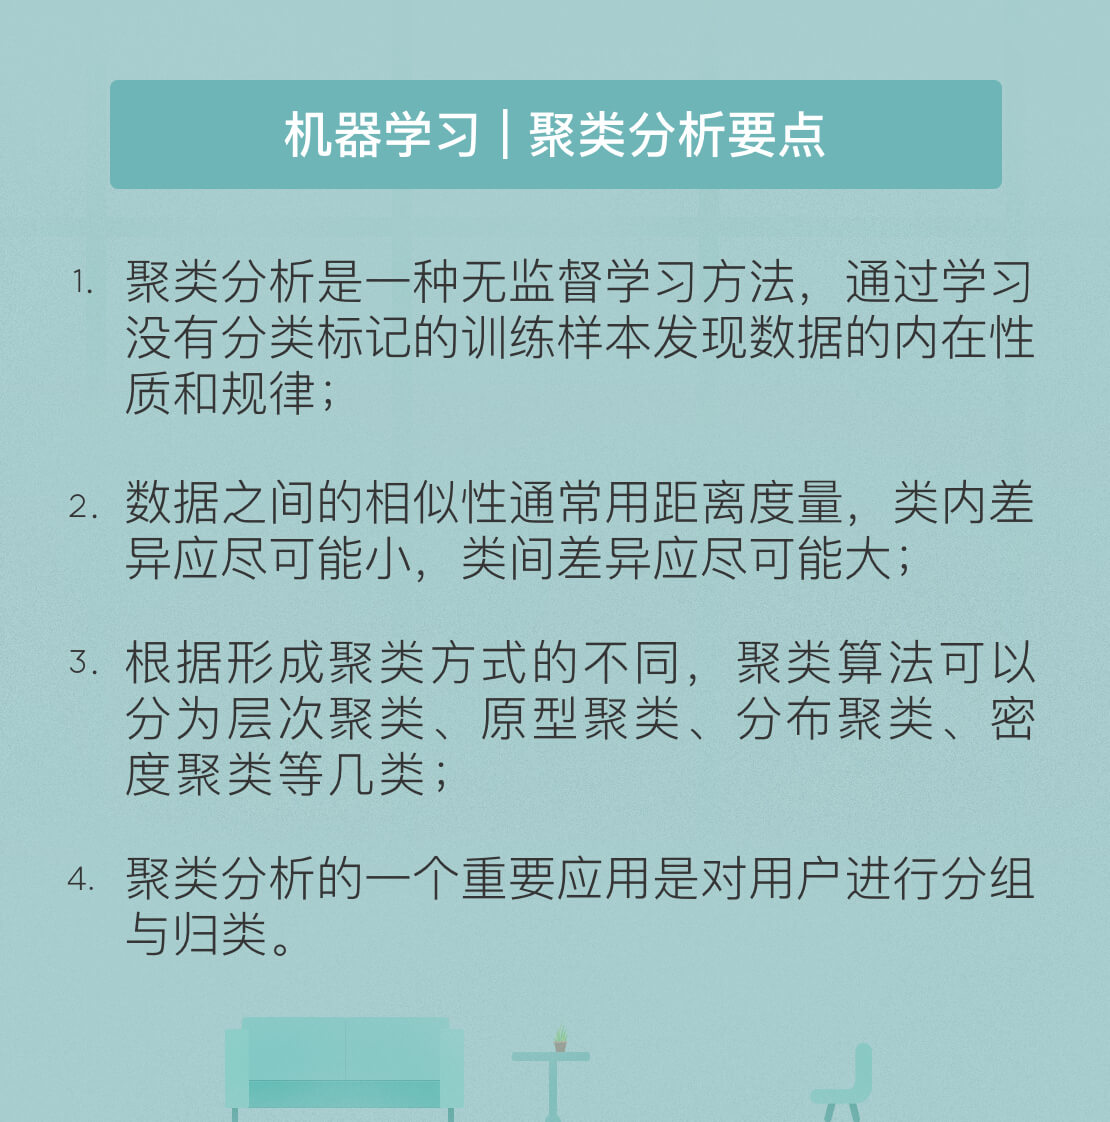 机器学习｜聚类分析要点
1. 聚类分析是一种无监督学习方法，通过学习
没有分类标记的训练样本发现数据的内在性
质和规律；
2. 数据之间的相似性通常用距离度量，类内差
异应尽可能小，类间差异应尽可能大；
3. 根据形成聚类方式的不同，聚类算法可以
分为层次聚类、原型聚类、分布聚类、密
度聚类等几类；
4. 聚类分析的一个重要应用是对用户进行分组
与归类。